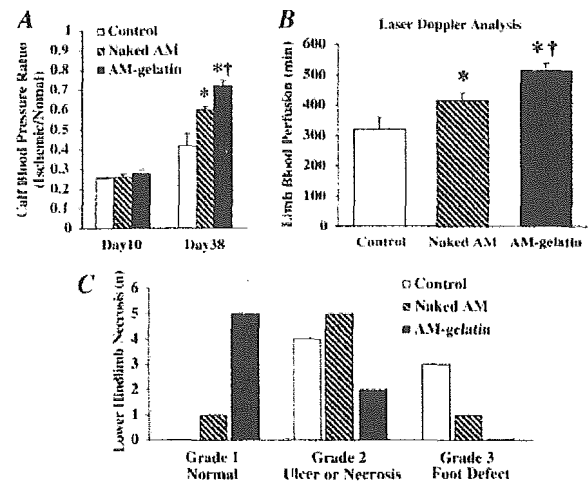 A
Control
Naked AM
AM-gelatin
Calf Blood Pressure Ratio
(Ischemic/Nomal)
1
0.9
0.8
0.7
0.6
0.5
0.4
0.3
0.2
0.1
0
*
*†
Day10
Day38
B
Laser Doppler Analysis
Limb Blood Perfusion (min)
600
500
400
300
200
100
0
*
*†
Control
Naked AM
AM-gelatin
C
Control
Naked AM
AM-gelatin
Lower Hindlimb Necrosis (n)
6
5
4
3
2
1
0
Grade 1
Normal
Grade 2
Ulcer or Necrosis
Grade 3
Foot Defect